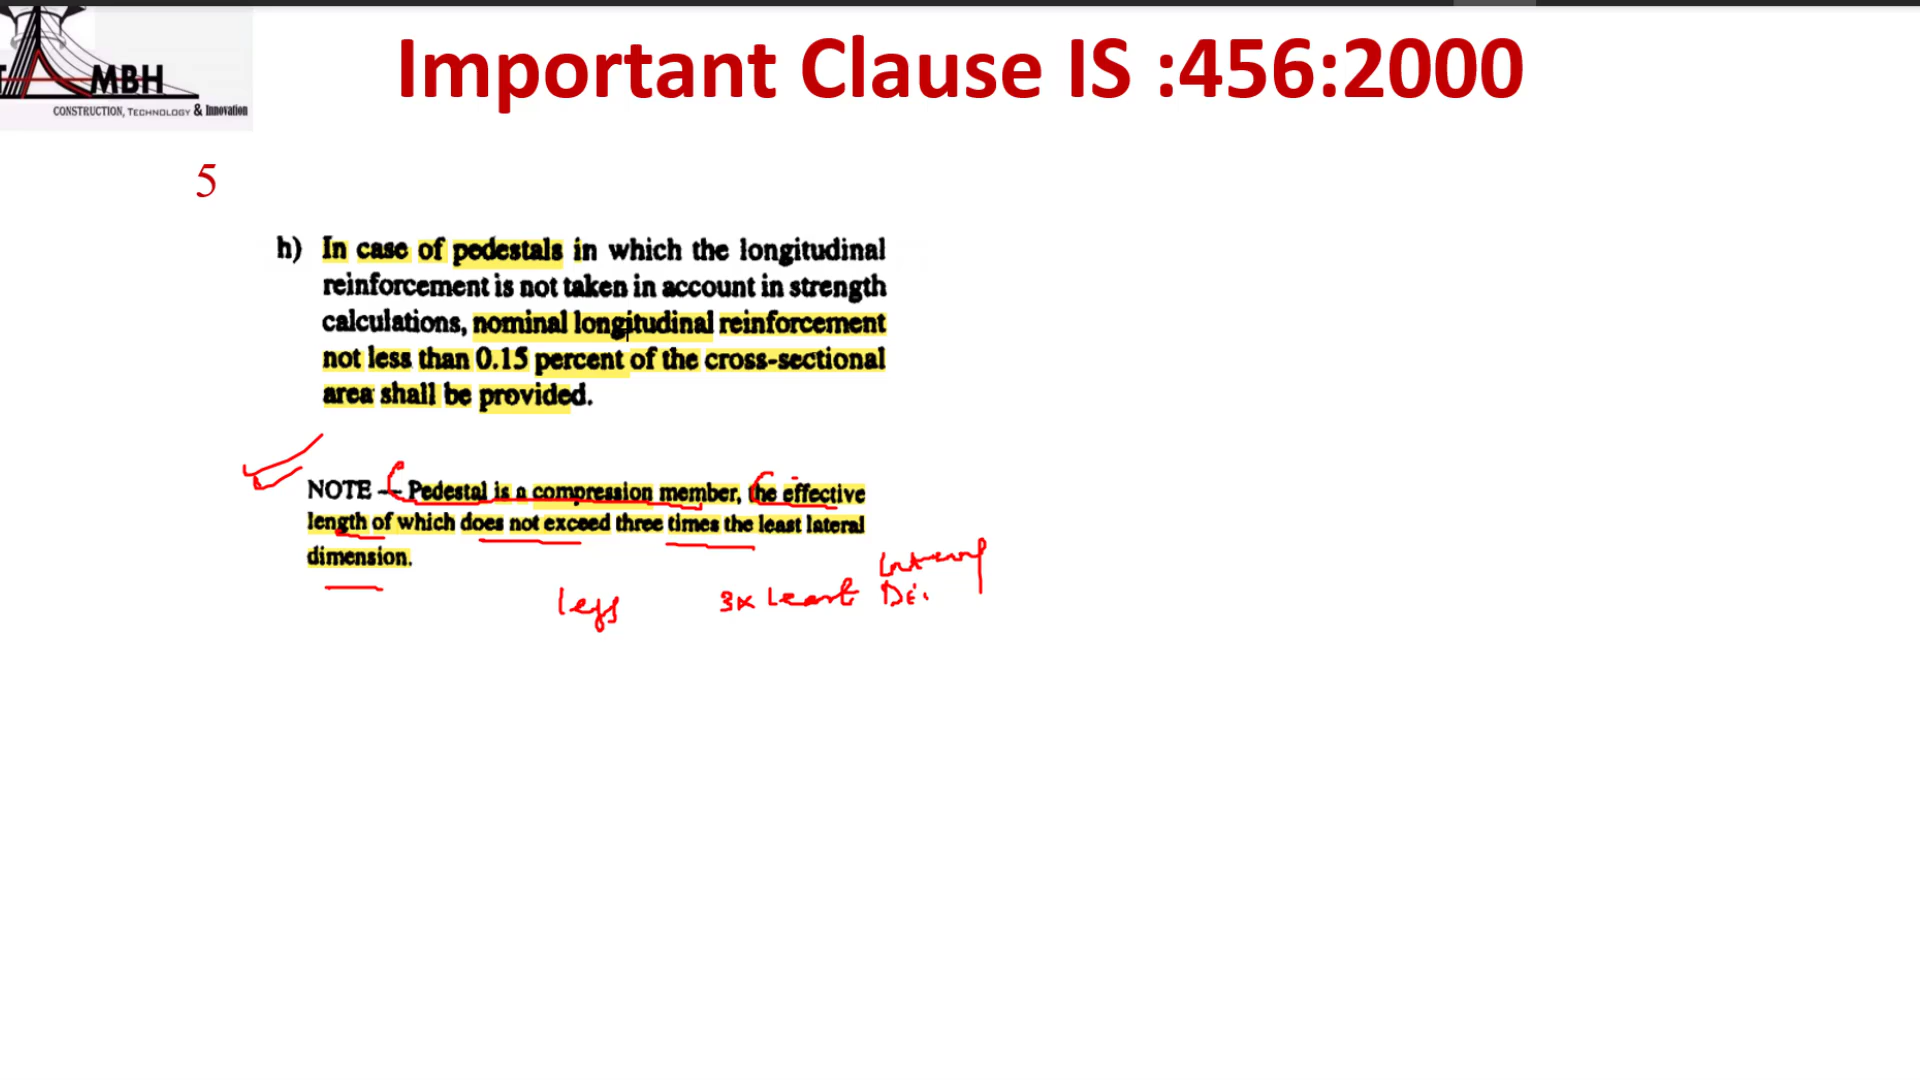 Important Clause IS :456:2000
MBH
CONSTRUCTION, TECHNOLOGY & Innovation
5
h) In case of pedestals in which the longitudinal
reinforcement is not taken in account in strength
calculations, nominal longitudinal reinforcement
not less than 0.15 percent of the cross-sectional
area shall be provided.
NOTE — Pedestal is a compression member, the effective
length of which does not exceed three times the least lateral
dimension.
less 3x Least